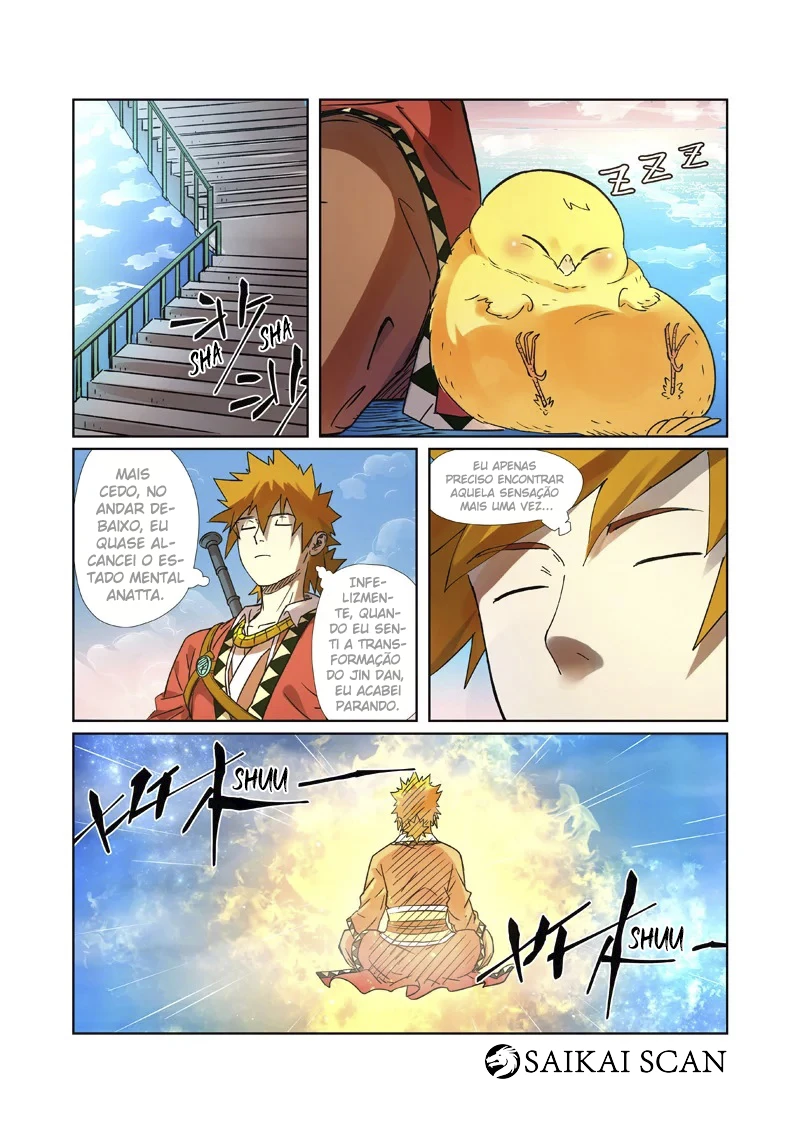 SHA
SHA
Z Z Z
MAIS
CEDO, NO
ANDAR DE-
BAIXO, EU
QUASE AL-
CANCEI O ES-
TADO MENTAL
ANATTA.
INFE-
LIZMEN-
TE, QUANDO
EU SEN-
TI A TRANS-
FORMAÇÃO
DO JIN DAN,
EU ACABEI
PARANDO.
EU APENAS
PRECISO ENCONTRAR
AQUELA SENSAÇÃO
MAIS UMA VEZ...
SHUU
SHUU
SAIKAI SCAN